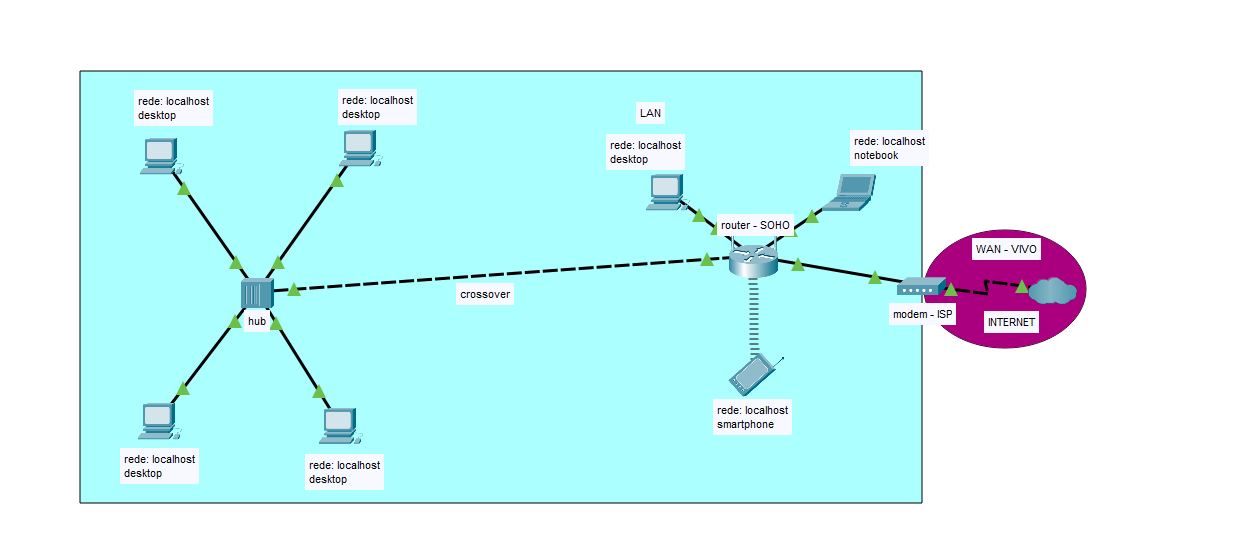 rede: localhost
desktop
rede: localhost
desktop
LAN
rede: localhost
desktop
rede: localhost
notebook
router - SOHO
WAN - VIVO
crossover
hub
modem - ISP
INTERNET
rede: localhost
smartphone
rede: localhost
desktop
rede: localhost
desktop